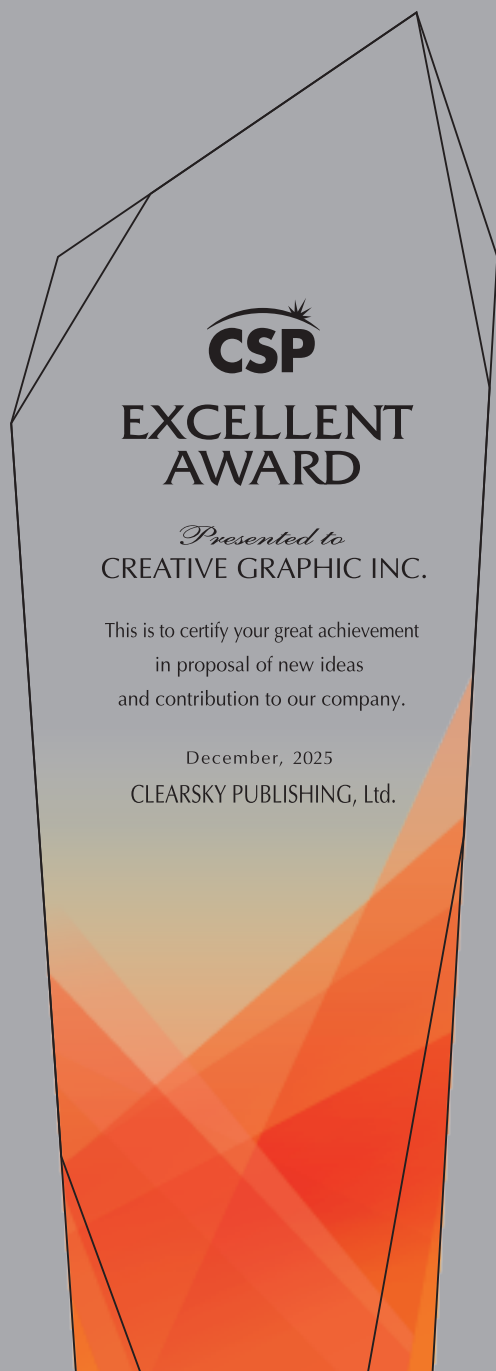 CSP
EXCELLENT
AWARD
Presented to
CREATIVE GRAPHIC INC.
This is to certify your great achievement
in proposal of new ideas
and contribution to our company.
December, 2025
CLEARSKY PUBLISHING, Ltd.